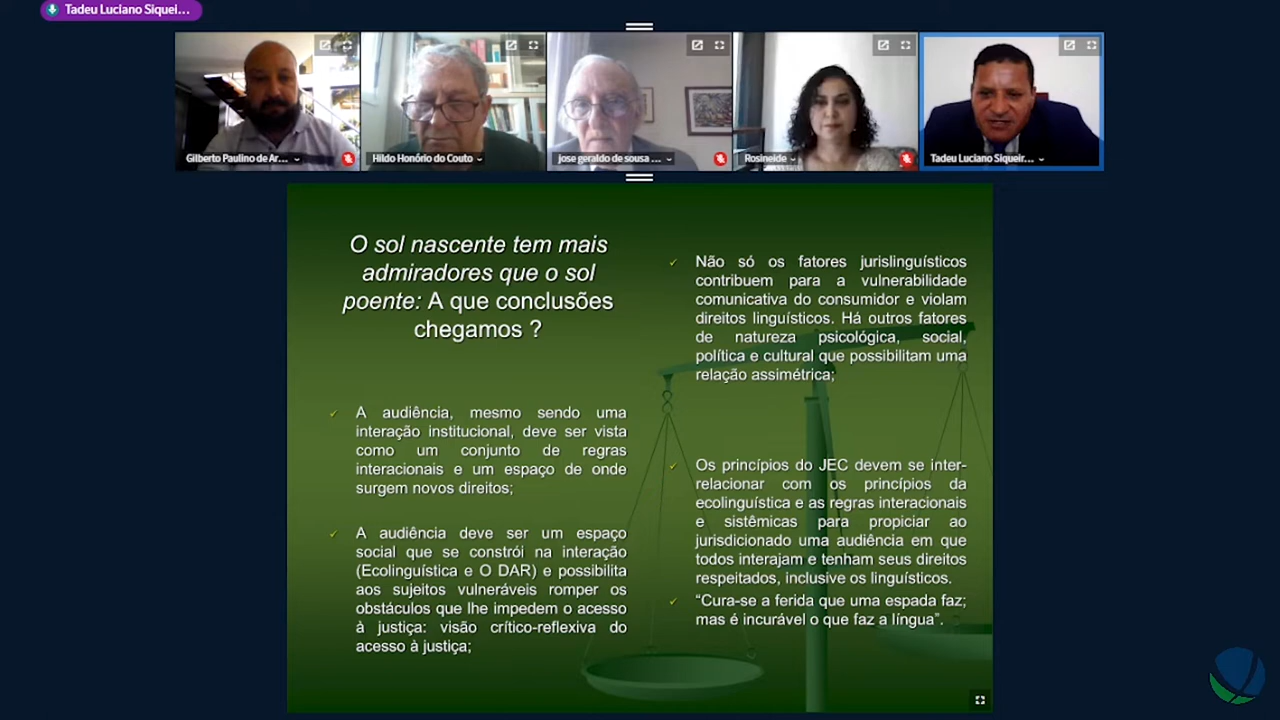 Tadeu Luciano Siquei...
Gilberto Paulino de Ar...
Hildo Honório do Couto
jose geraldo de sousa ...
Rosineide
Tadeu Luciano Siqueir...
O sol nascente tem mais
admiradores que o sol
poente: A que conclusões
chegamos ?
A audiência, mesmo sendo uma
interação institucional, deve ser vista
como um conjunto de regras
interacionais e um espaço de onde
surgem novos direitos;
A audiência deve ser um espaço
social que se constrói na interação
(Ecolinguística e O DAR) e possibilita
aos sujeitos vulneráveis romper os
obstáculos que lhe impedem o acesso
à justiça: visão crítico-reflexiva do
acesso à justiça;
Não só os fatores jurislinguísticos
contribuem para a vulnerabilidade
comunicativa do consumidor e violam
direitos linguísticos. Há outros fatores
de natureza psicológica, social,
política e cultural que possibilitam uma
relação assimétrica;
Os princípios do JEC devem se inter-
relacionar com os princípios da
ecolinguística e as regras interacionais
e sistêmicas para propiciar ao
jurisdicionado uma audiência em que
todos interajam e tenham seus direitos
respeitados, inclusive os linguísticos.
“Cura-se a ferida que uma espada faz;
mas é incurável o que faz a língua”.